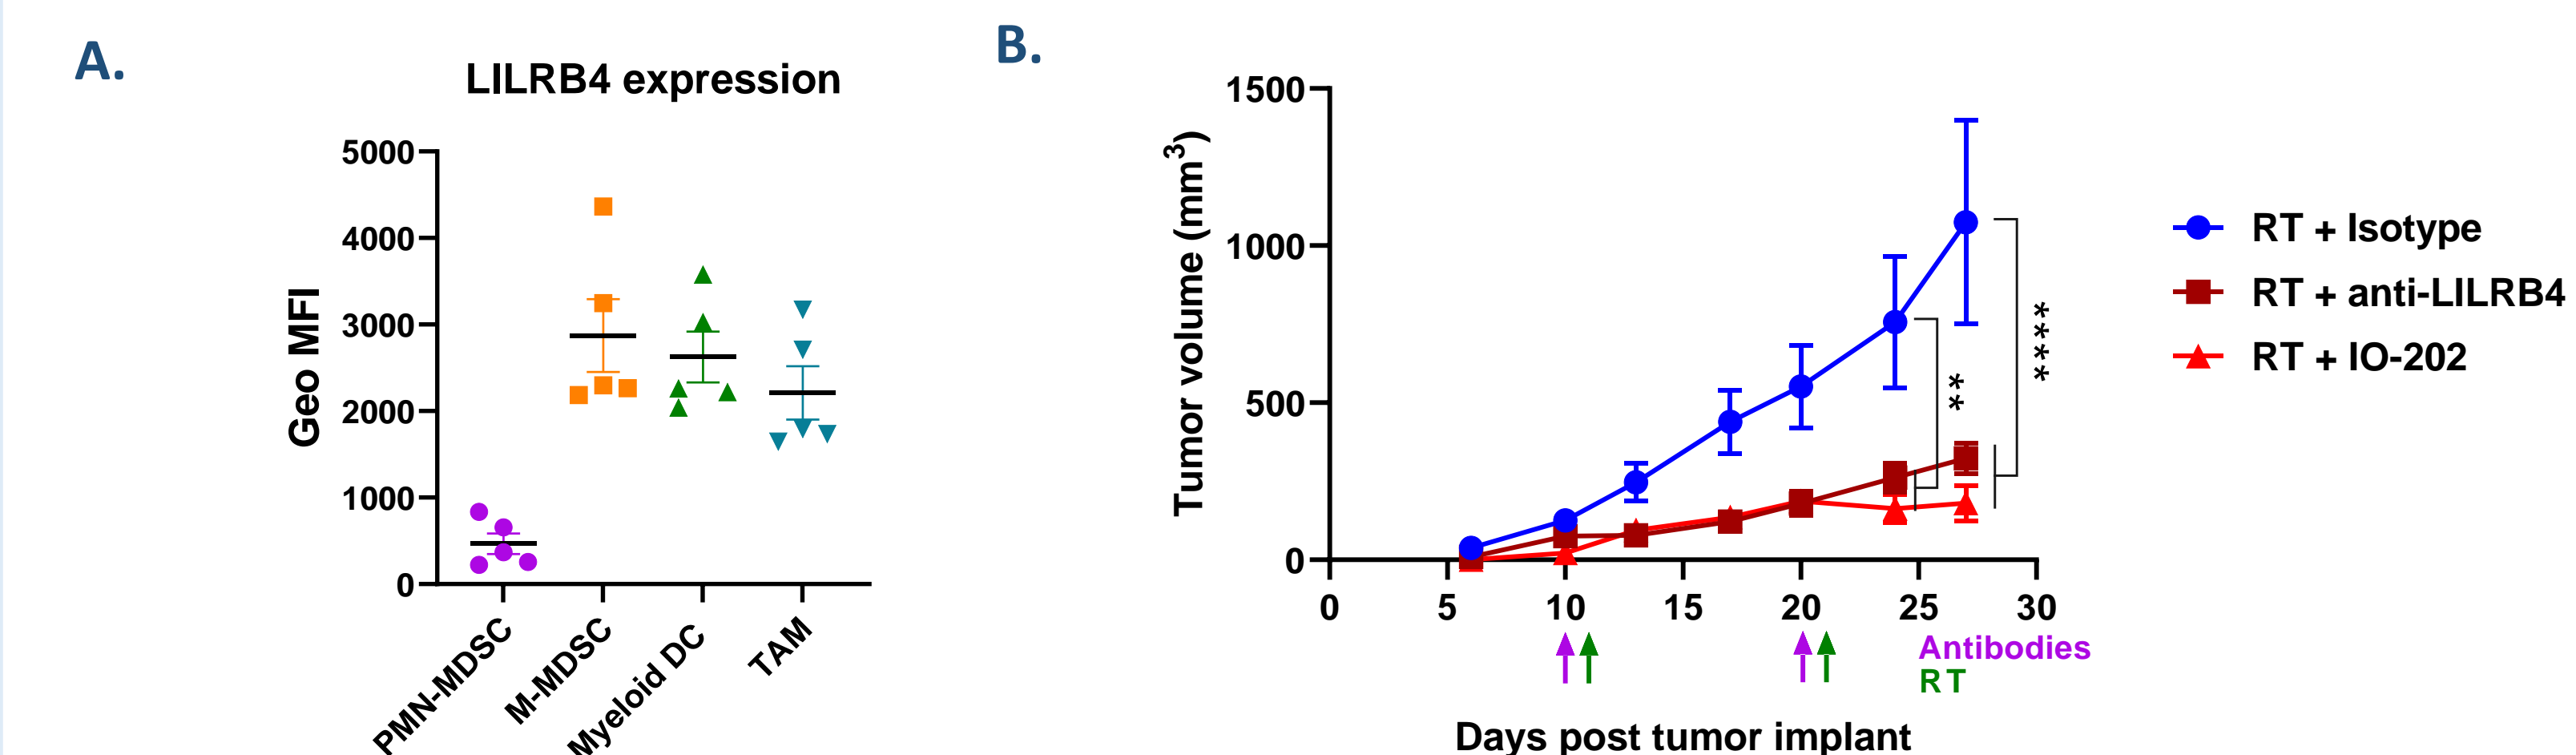 A.
LILRB4 expression
Geo MFI
5000
4000
3000
2000
1000
0
PMN-MDSC
M-MDSC
Myeloid DC
TAM
B.
Tumor volume (mm³)
1500
1000
500
0
0 5 10 15 20 25 30
**
****
Antibodies
RT
Days post tumor implant
RT + Isotype
RT + anti-LILRB4
RT + IO-202